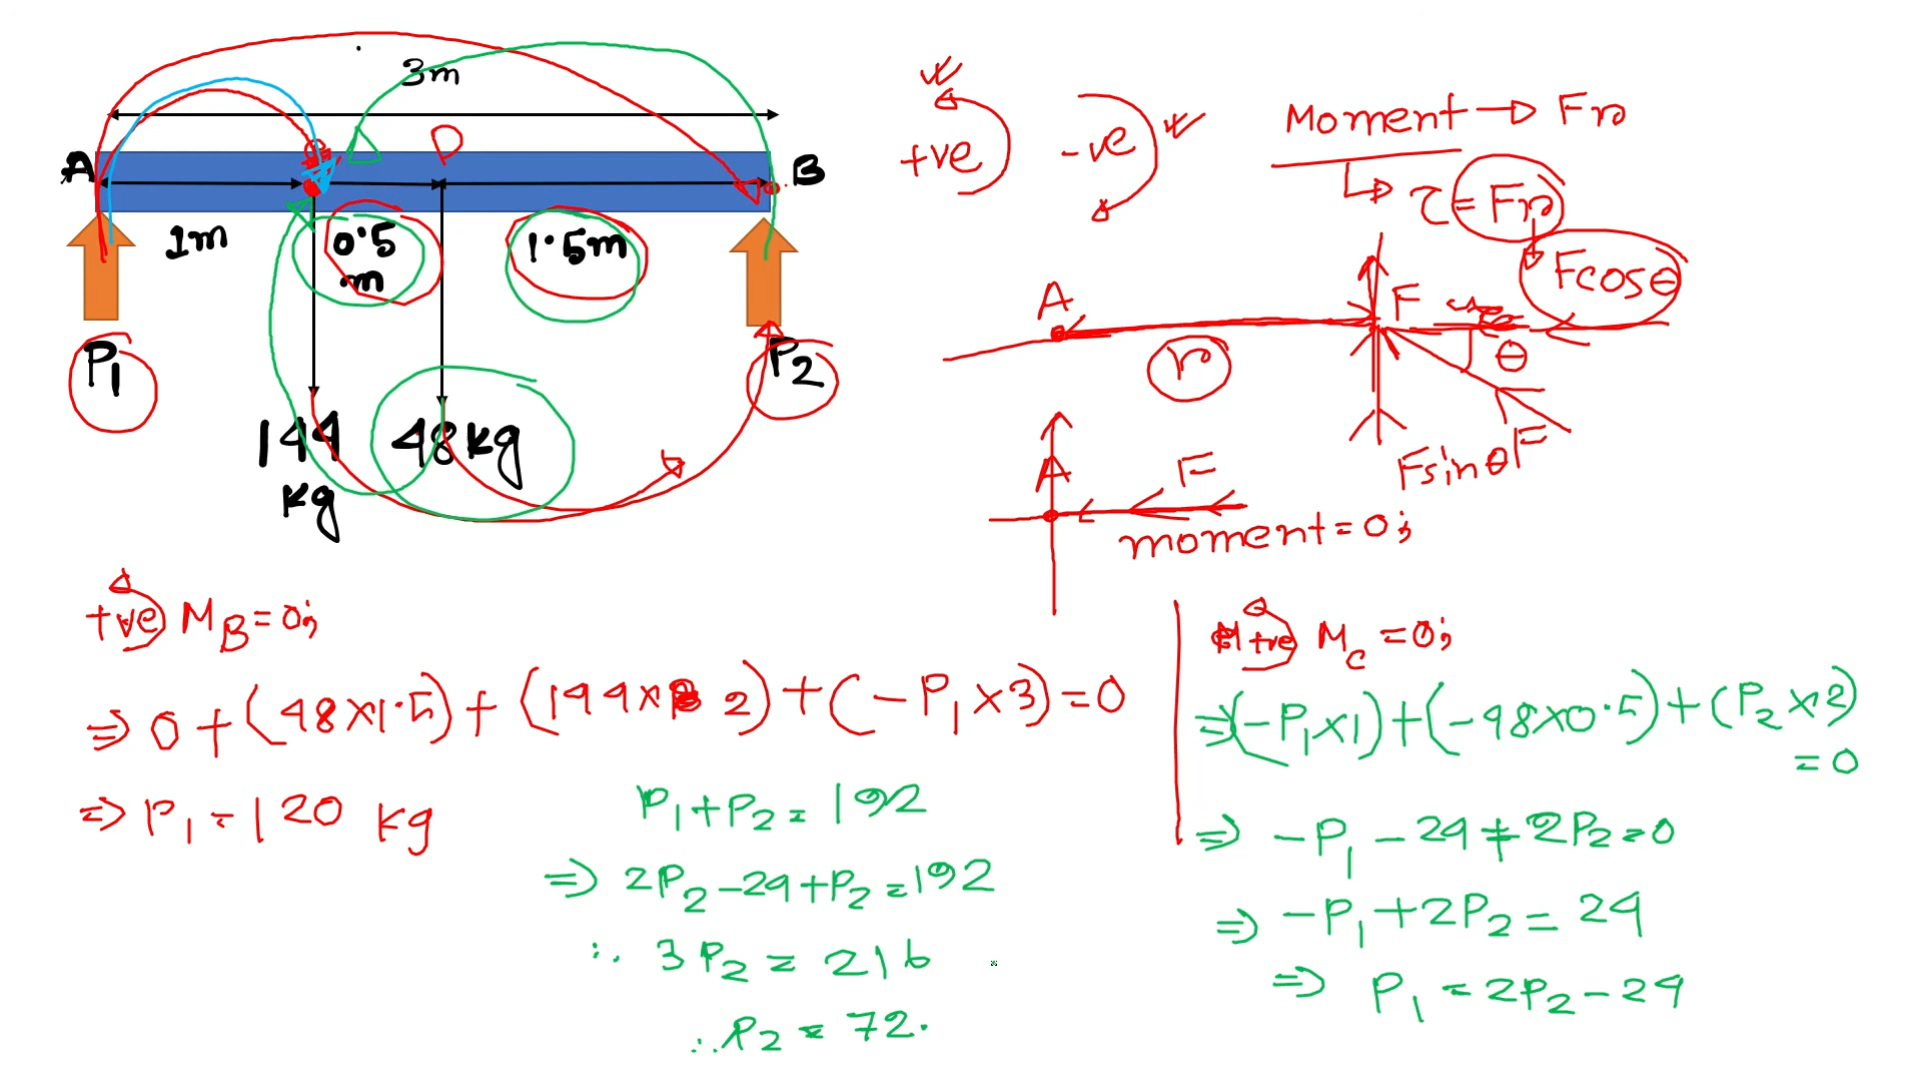 3m
A
D
B
1m
0.5
m
1.5m
P1
P2
144
kg
48kg
+ve
-ve
Moment → Fr
τ = Fr
Fcosθ
A
F
r
θ
F
Fsinθ
A
F
moment = 0;
+ve MB = 0;
⇒ 0 + (48×1.5) + (144× 2) + (-P1×3) = 0
⇒ P1 = 120 kg
P1+P2 = 192
⇒ 2P2-24+P2=192
∴ 3P2 = 216
∴ P2 = 72.
+ve Mc = 0;
⇒(-P1×1)+(-48×0.5)+(P2×2)
= 0
⇒ -P1 - 24 + 2P2 = 0
⇒ -P1 + 2P2 = 24
⇒ P1 = 2P2 - 24